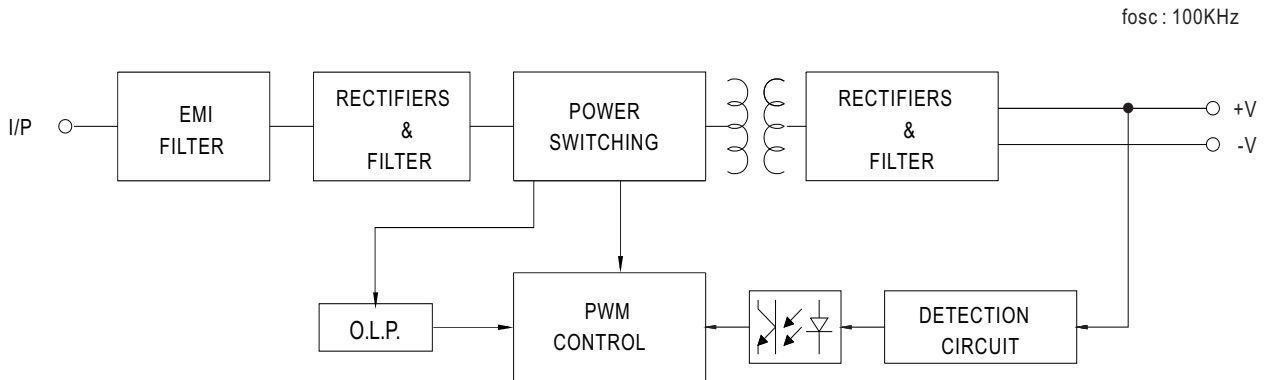 fosc : 100KHz
I/P
EMI
FILTER
RECTIFIERS
&
FILTER
POWER
SWITCHING
RECTIFIERS
&
FILTER
+V
-V
O.L.P.
PWM
CONTROL
DETECTION
CIRCUIT